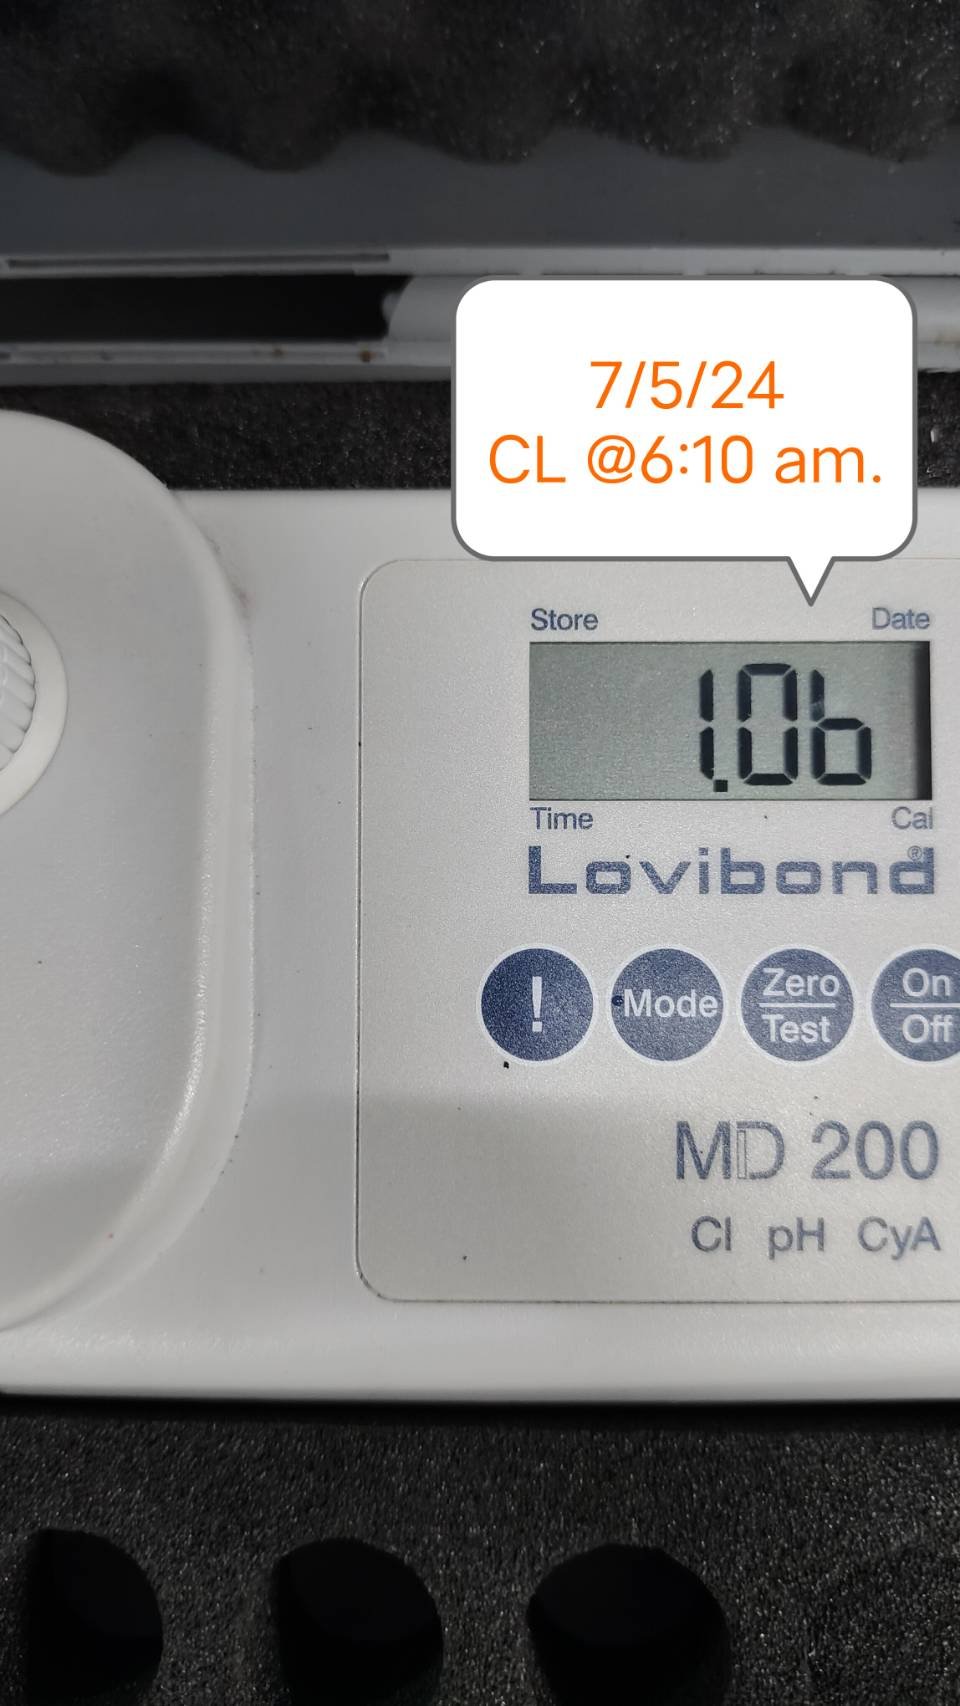 7/5/24
CL @6:10 am.
Store Date
1.06
Time Cal
Lovibond®
! Mode Zero Test On Off
MD 200
Cl pH CyA